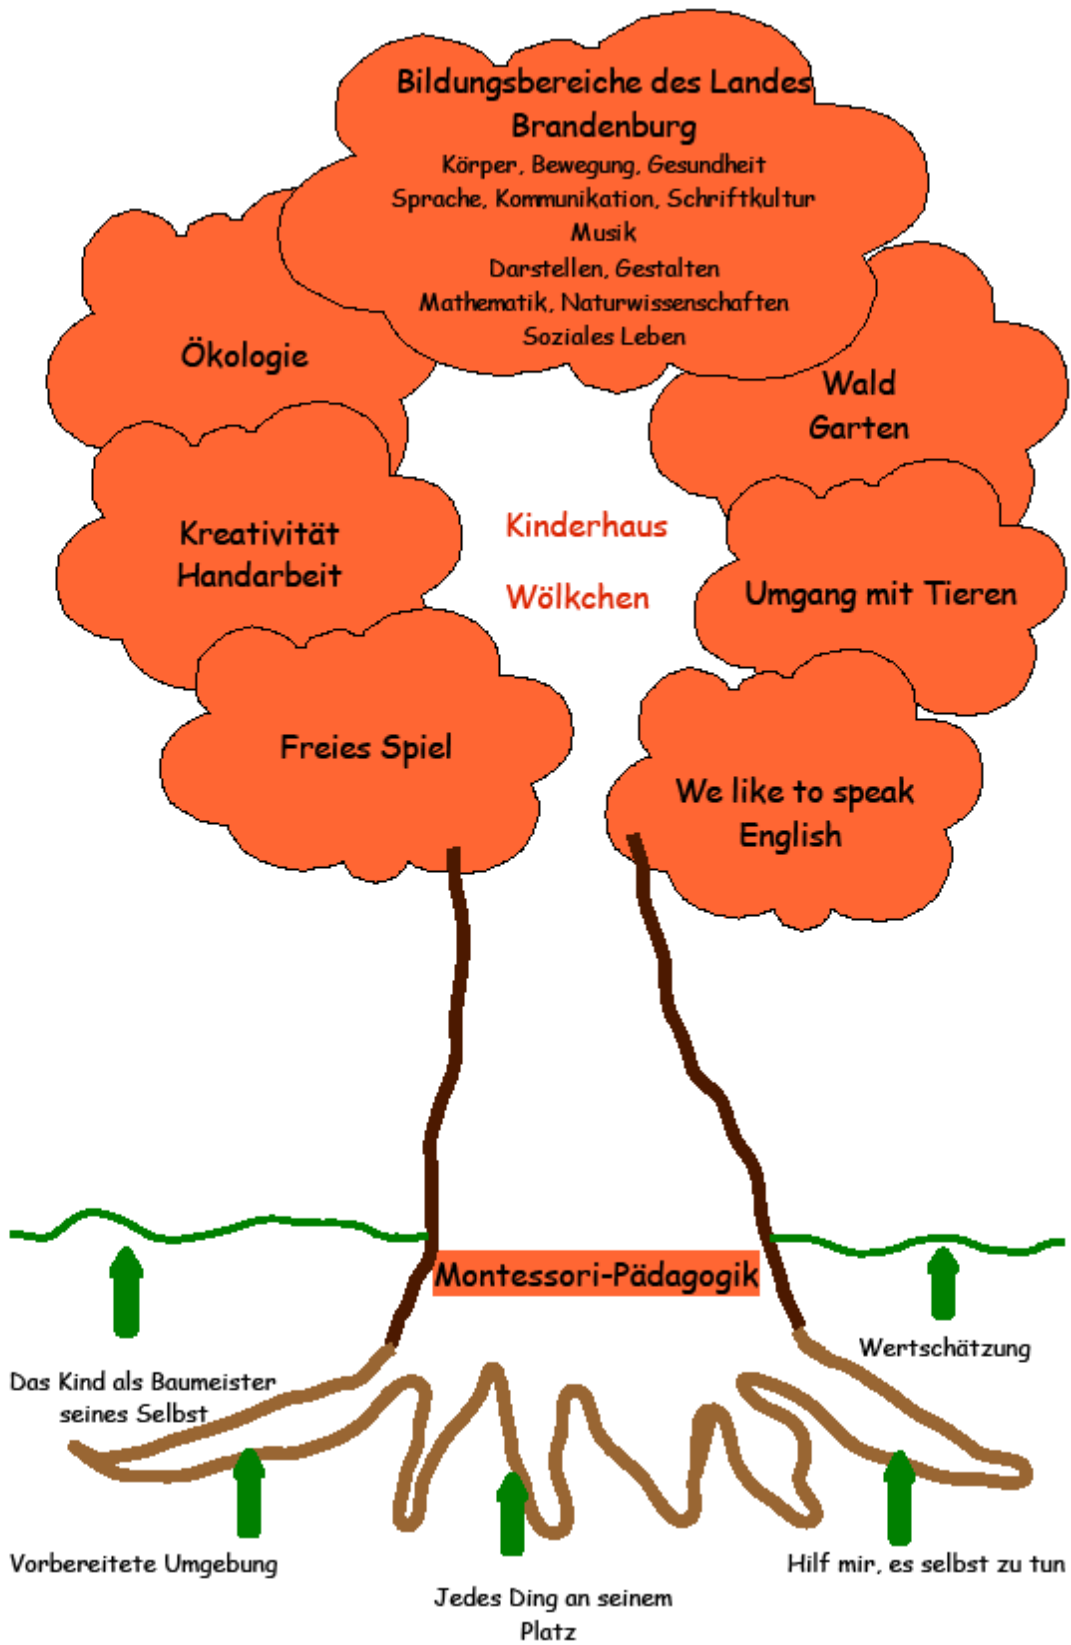 Bildungsbereiche des Landes
Brandenburg
Körper, Bewegung, Gesundheit
Sprache, Kommunikation, Schriftkultur
Musik
Darstellen, Gestalten
Mathematik, Naturwissenschaften
Soziales Leben
Ökologie
Wald
Garten
Kreativität
Handarbeit
Kinderhaus
Wölkchen
Umgang mit Tieren
Freies Spiel
We like to speak
English
Montessori-Pädagogik
Wertschätzung
Das Kind als Baumeister
seines Selbst
Vorbereitete Umgebung
Hilf mir, es selbst zu tun
Jedes Ding an seinem
Platz